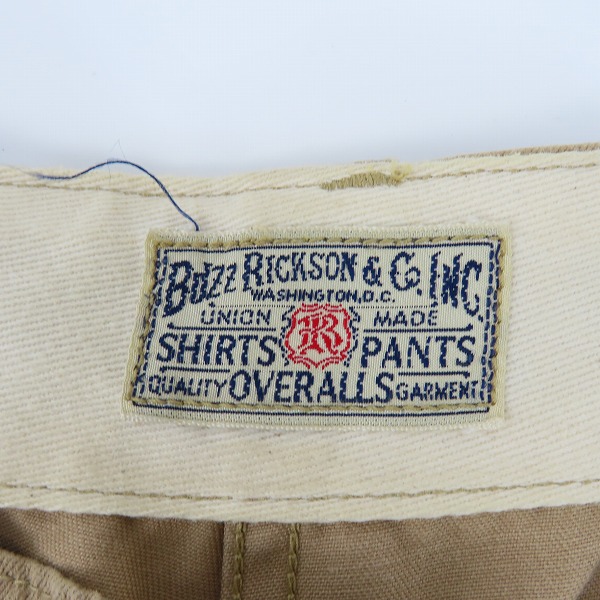 BUZZ RICKSON & CO. INC.
WASHINGTON, D.C.
UNION MADE
R
SHIRTS PANTS
QUALITY OVERALLS GARMENT